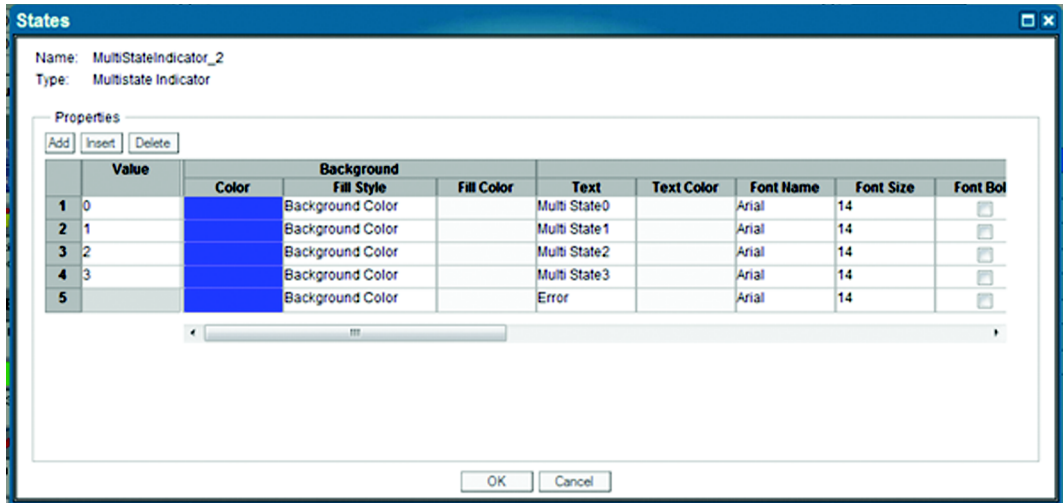 States
Name: MultiStateIndicator_2
Type: Multistate Indicator
Properties
Add Insert Delete
Value Background
Color Fill Style Fill Color Text Text Color Font Name Font Size Font Bol
1 0 Background Color Multi State0 Arial 14
2 1 Background Color Multi State1 Arial 14
3 2 Background Color Multi State2 Arial 14
4 3 Background Color Multi State3 Arial 14
5 Background Color Error Arial 14
OK Cancel